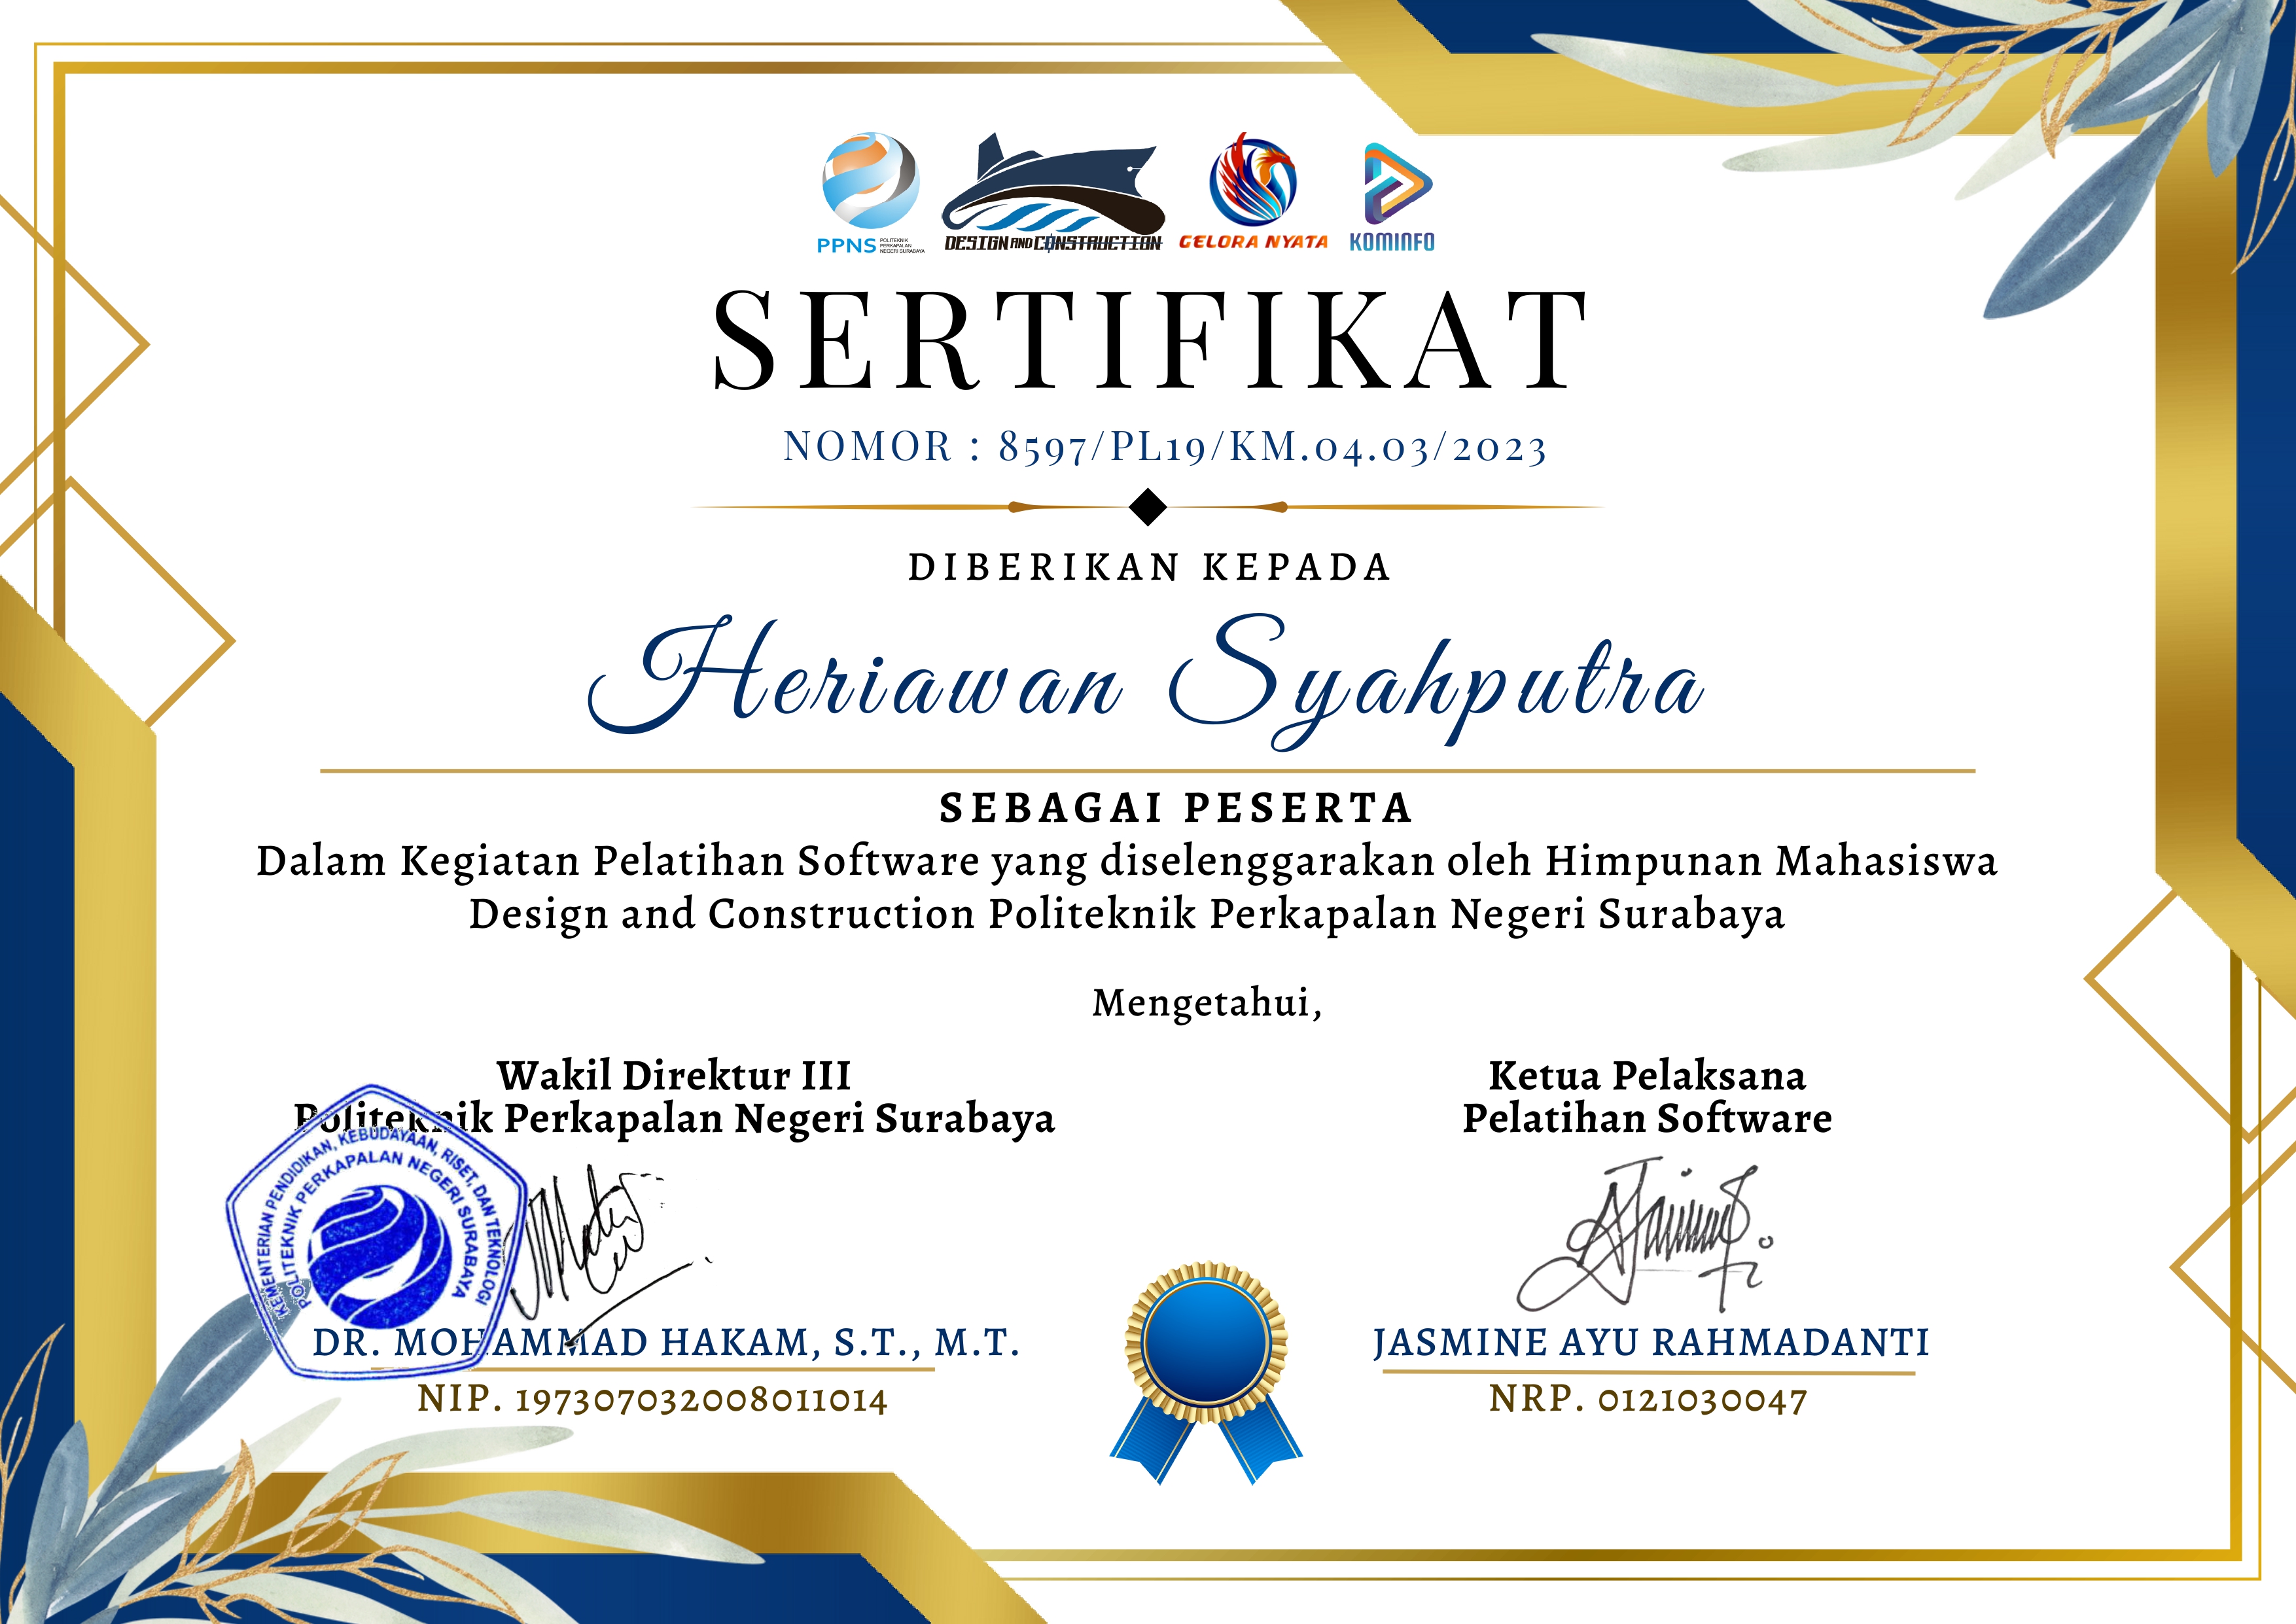 PPNS POLITEKNIK
PERKAPALAN
NEGERI SURABAYA
DESIGN AND CONSTRUCTION
GELORA NYATA
KOMINFO
SERTIFIKAT
NOMOR : 8597/PL19/KM.04.03/2023
DIBERIKAN KEPADA
Heriawan Syahputra
SEBAGAI PESERTA
Dalam Kegiatan Pelatihan Software yang diselenggarakan oleh Himpunan Mahasiswa
Design and Construction Politeknik Perkapalan Negeri Surabaya
Mengetahui,
Wakil Direktur III
Politeknik Perkapalan Negeri Surabaya
KEMENTERIAN PENDIDIKAN, KEBUDAYAAN, RISET, DAN TEKNOLOGI
POLITEKNIK PERKAPALAN NEGERI SURABAYA
DR. MOHAMMAD HAKAM, S.T., M.T.
NIP. 197307032008011014
Ketua Pelaksana
Pelatihan Software
JASMINE AYU RAHMADANTI
NRP. 0121030047